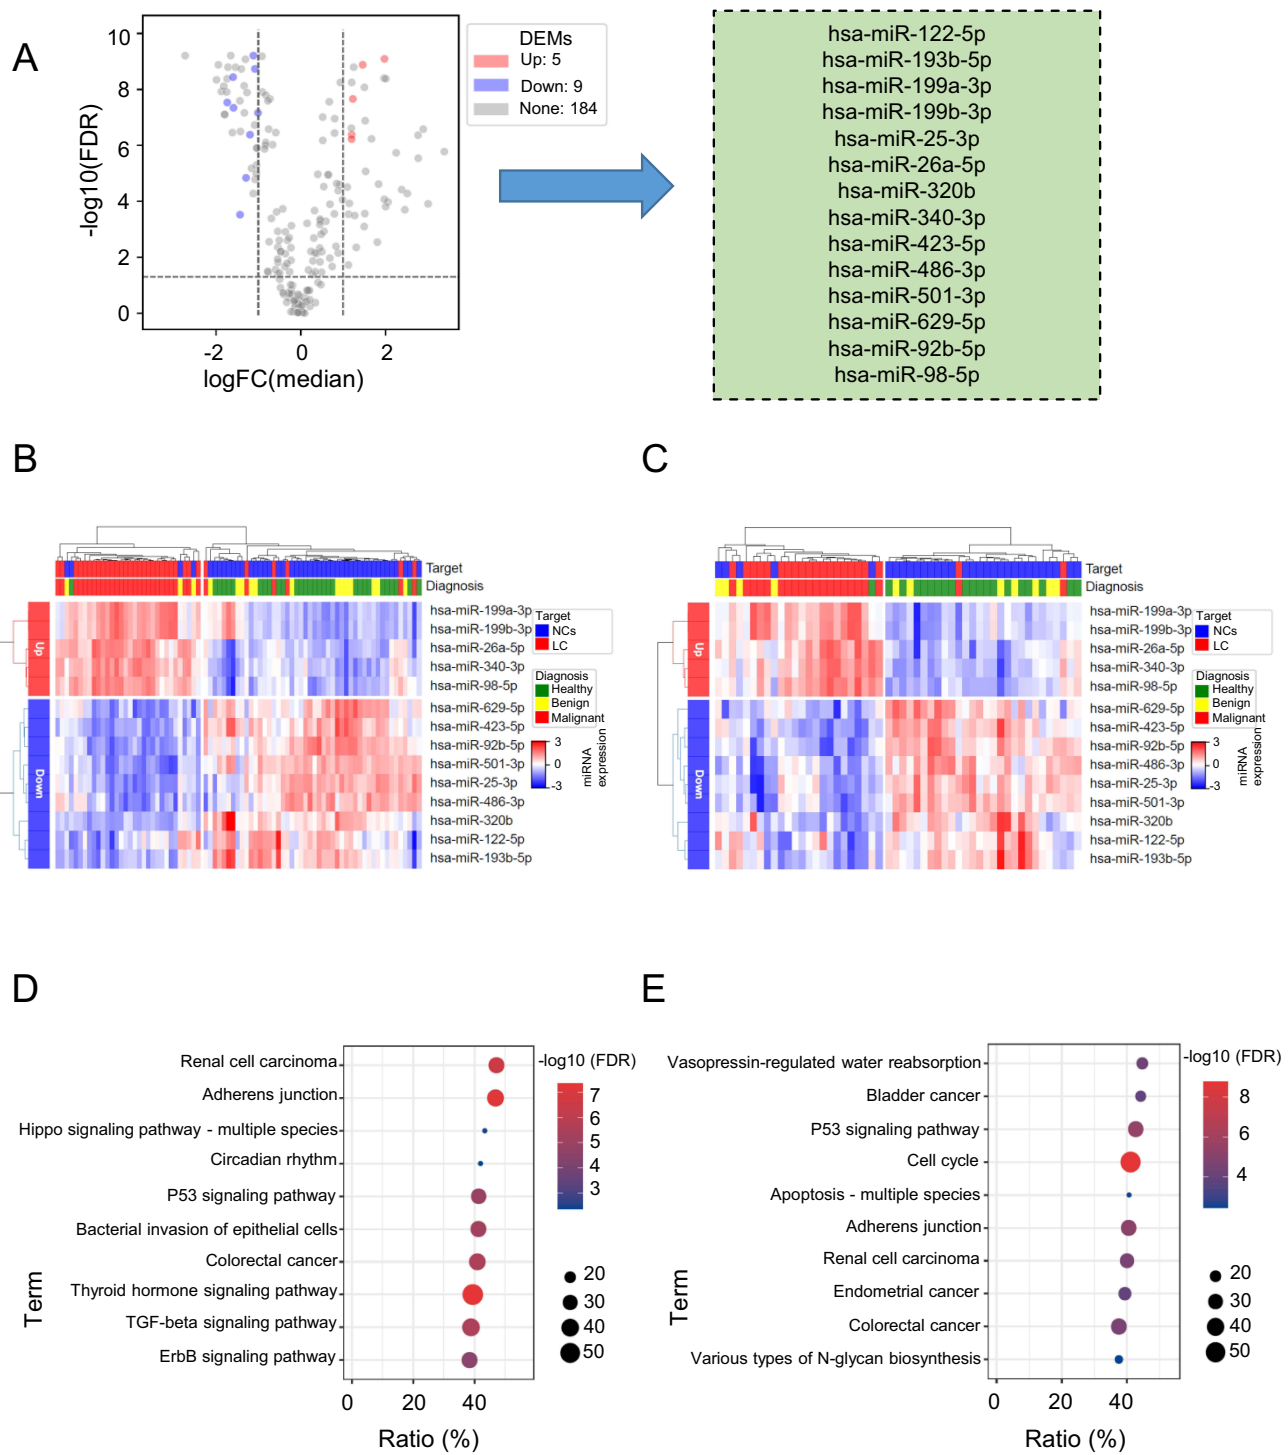 A
10
8
6
4
2
0
-log10(FDR)
-2
0
2
logFC(median)
DEMs
Up: 5
Down: 9
None: 184
hsa-miR-122-5p
hsa-miR-193b-5p
hsa-miR-199a-3p
hsa-miR-199b-3p
hsa-miR-25-3p
hsa-miR-26a-5p
hsa-miR-320b
hsa-miR-340-3p
hsa-miR-423-5p
hsa-miR-486-3p
hsa-miR-501-3p
hsa-miR-629-5p
hsa-miR-92b-5p
hsa-miR-98-5p
B
Target
Diagnosis
Up
Down
hsa-miR-199a-3p
hsa-miR-199b-3p
hsa-miR-26a-5p
hsa-miR-340-3p
hsa-miR-98-5p
hsa-miR-629-5p
hsa-miR-423-5p
hsa-miR-92b-5p
hsa-miR-501-3p
hsa-miR-25-3p
hsa-miR-486-3p
hsa-miR-320b
hsa-miR-122-5p
hsa-miR-193b-5p
Target
NCs
LC
Diagnosis
Healthy
Benign
Malignant
3
0
-3
miRNA
expression
C
Target
Diagnosis
Up
Down
hsa-miR-199a-3p
hsa-miR-199b-3p
hsa-miR-26a-5p
hsa-miR-340-3p
hsa-miR-98-5p
hsa-miR-629-5p
hsa-miR-423-5p
hsa-miR-92b-5p
hsa-miR-486-3p
hsa-miR-25-3p
hsa-miR-501-3p
hsa-miR-320b
hsa-miR-122-5p
hsa-miR-193b-5p
Target
NCs
LC
Diagnosis
Healthy
Benign
Malignant
3
0
-3
miRNA
expression
D
Term
Renal cell carcinoma
Adherens junction
Hippo signaling pathway - multiple species
Circadian rhythm
P53 signaling pathway
Bacterial invasion of epithelial cells
Colorectal cancer
Thyroid hormone signaling pathway
TGF-beta signaling pathway
ErbB signaling pathway
0
20
40
Ratio (%)
-log10 (FDR)
7
6
5
4
3
20
30
40
50
E
Term
Vasopressin-regulated water reabsorption
Bladder cancer
P53 signaling pathway
Cell cycle
Apoptosis - multiple species
Adherens junction
Renal cell carcinoma
Endometrial cancer
Colorectal cancer
Various types of N-glycan biosynthesis
0
20
40
Ratio (%)
-log10 (FDR)
8
6
4
20
30
40
50